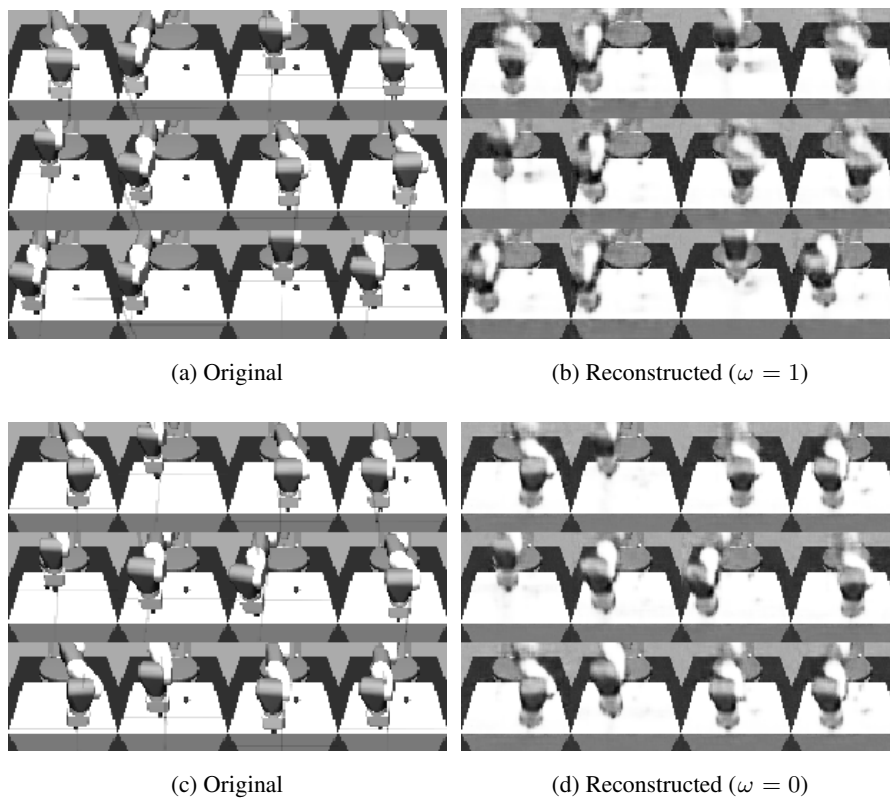 (a) Original
(b) Reconstructed (ω = 1)
(c) Original
(d) Reconstructed (ω = 0)